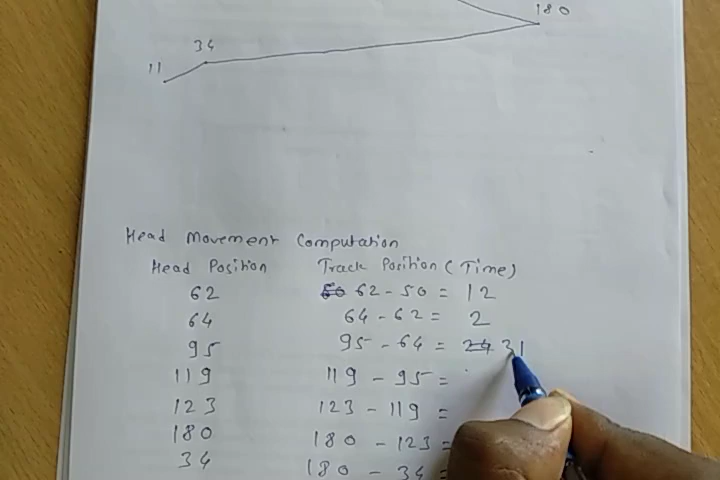 180
34
11
Head Movement Computation
Head Position Track Position (Time)
62 62 - 50 = 12
64 64 - 62 = 2
95 95 - 64 = 31
119 119 - 95 =
123 123 - 119 =
180 180 - 123 =
34 180 - 34 =